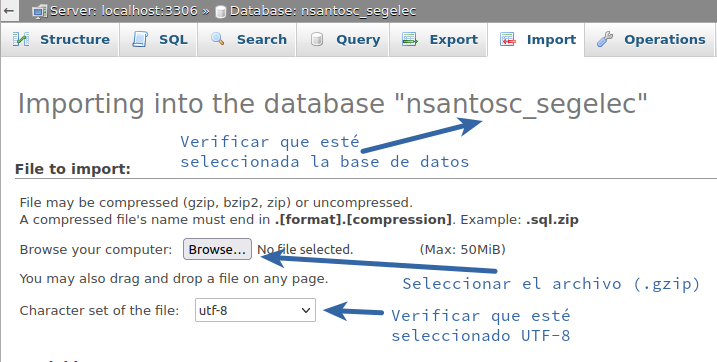 Server: localhost:3306 » Database: nsantosc_segelec
Structure SQL Search Query Export Import Operations
Importing into the database "nsantosc_segelec"
Verificar que esté
seleccionada la base de datos
File to import:
File may be compressed (gzip, bzip2, zip) or uncompressed.
A compressed file's name must end in .[format].[compression]. Example: .sql.zip
Browse your computer: Browse... No file selected. (Max: 50MiB)
You may also drag and drop a file on any page.
Seleccionar el archivo (.gzip)
Character set of the file: utf-8
Verificar que esté
seleccionado UTF-8